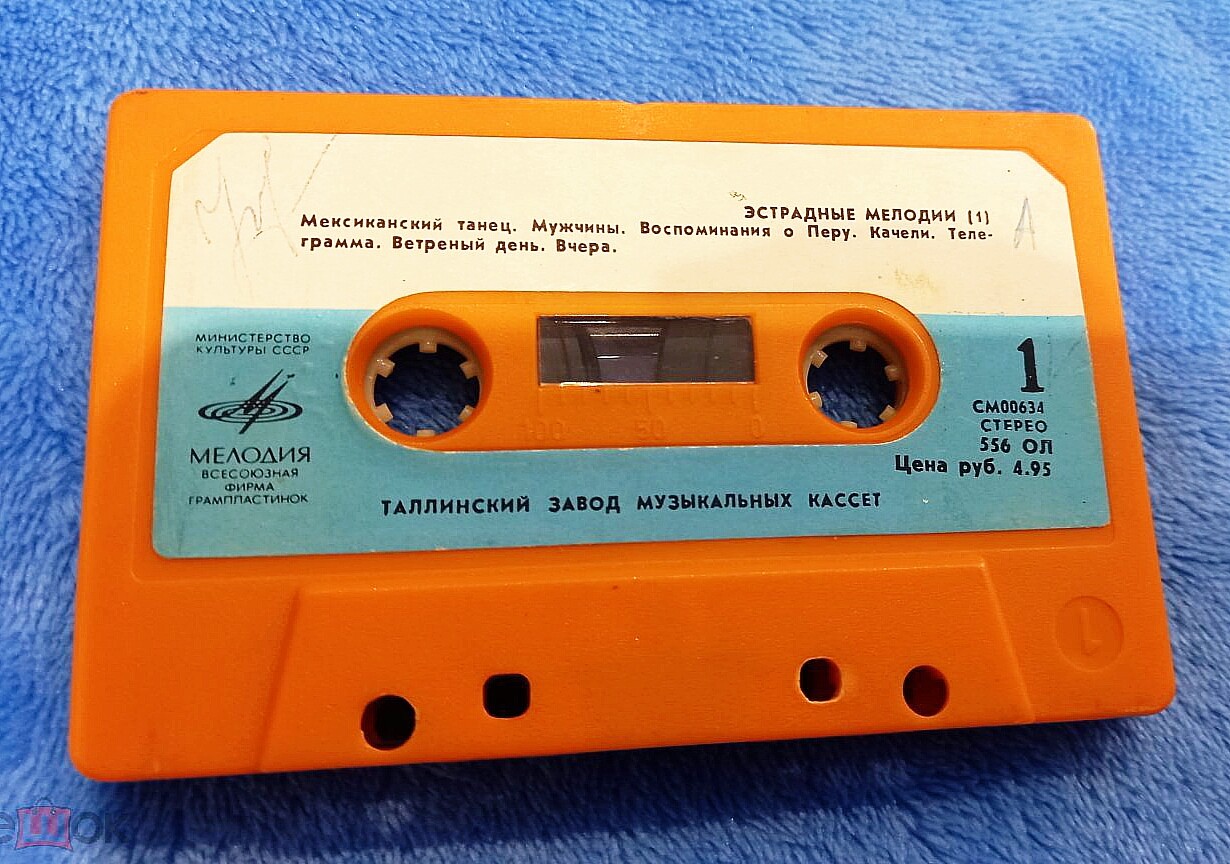 ЭСТРАДНЫЕ МЕЛОДИИ (1)
Мексиканский танец. Мужчины. Воспоминания о Перу. Качели. Теле-
грамма. Ветреный день. Вчера.
A
МИНИСТЕРСТВО
КУЛЬТУРЫ СССР
МЕЛОДИЯ
ВСЕСОЮЗНАЯ
ФИРМА
ГРАМПЛАСТИНОК
100 50 0
1
СМ00634
СТЕРЕО
556 ОЛ
Цена руб. 4.95
ТАЛЛИНСКИЙ ЗАВОД МУЗЫКАЛЬНЫХ КАССЕТ
1
ешок